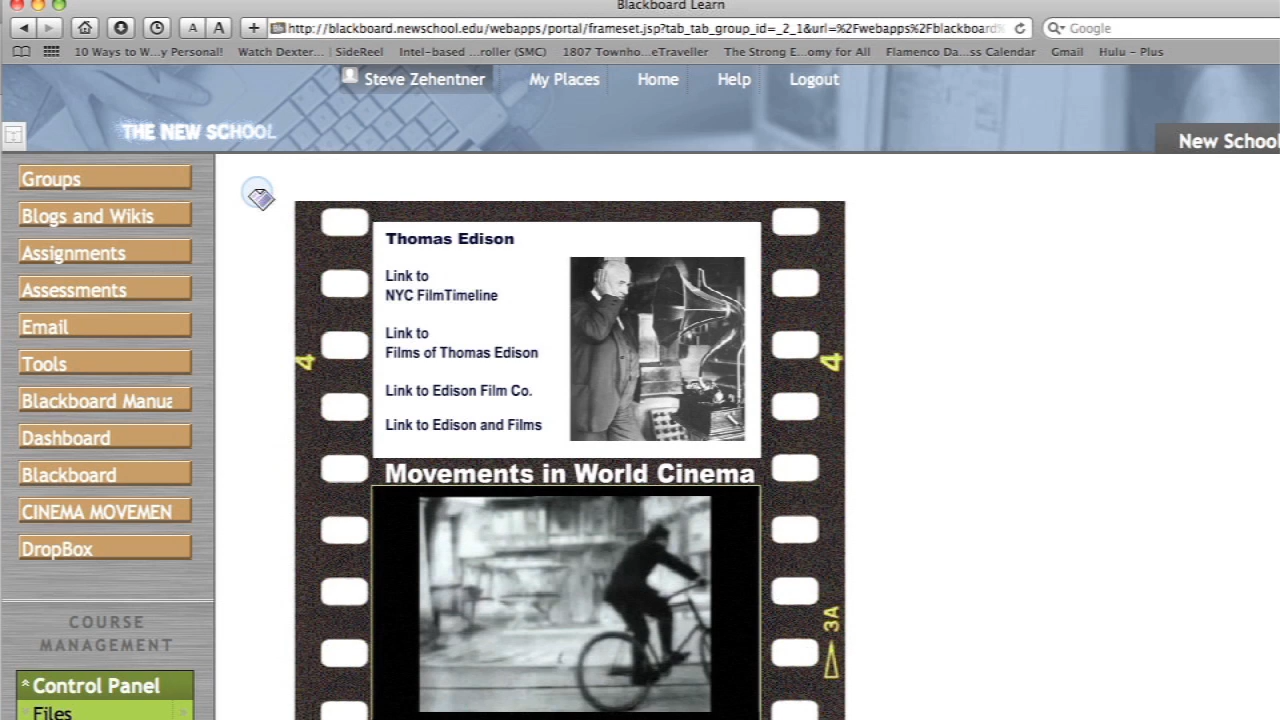 Blackboard Learn
A A
http://blackboard.newschool.edu/webapps/portal/frameset.jsp?tab_tab_group_id=_2_1&url=%2Fwebapps%2Fblackboard%
Google
10 Ways to W...y Personal! Watch Dexter... | SideReel Intel-based ...roller (SMC) 1807 Townho...eTraveller The Strong E...omy for All Flamenco Da...ss Calendar Gmail Hulu - Plus
Steve Zehentner My Places Home Help Logout
THE NEW SCHOOL
New School
Groups
Blogs and Wikis
Assignments
Assessments
Email
Tools
Blackboard Manua
Dashboard
Blackboard
CINEMA MOVEMEN
DropBox
COURSE
MANAGEMENT
Control Panel
Files
Thomas Edison
Link to
NYC FilmTimeline
Link to
Films of Thomas Edison
Link to Edison Film Co.
Link to Edison and Films
4
4
Movements in World Cinema
3A